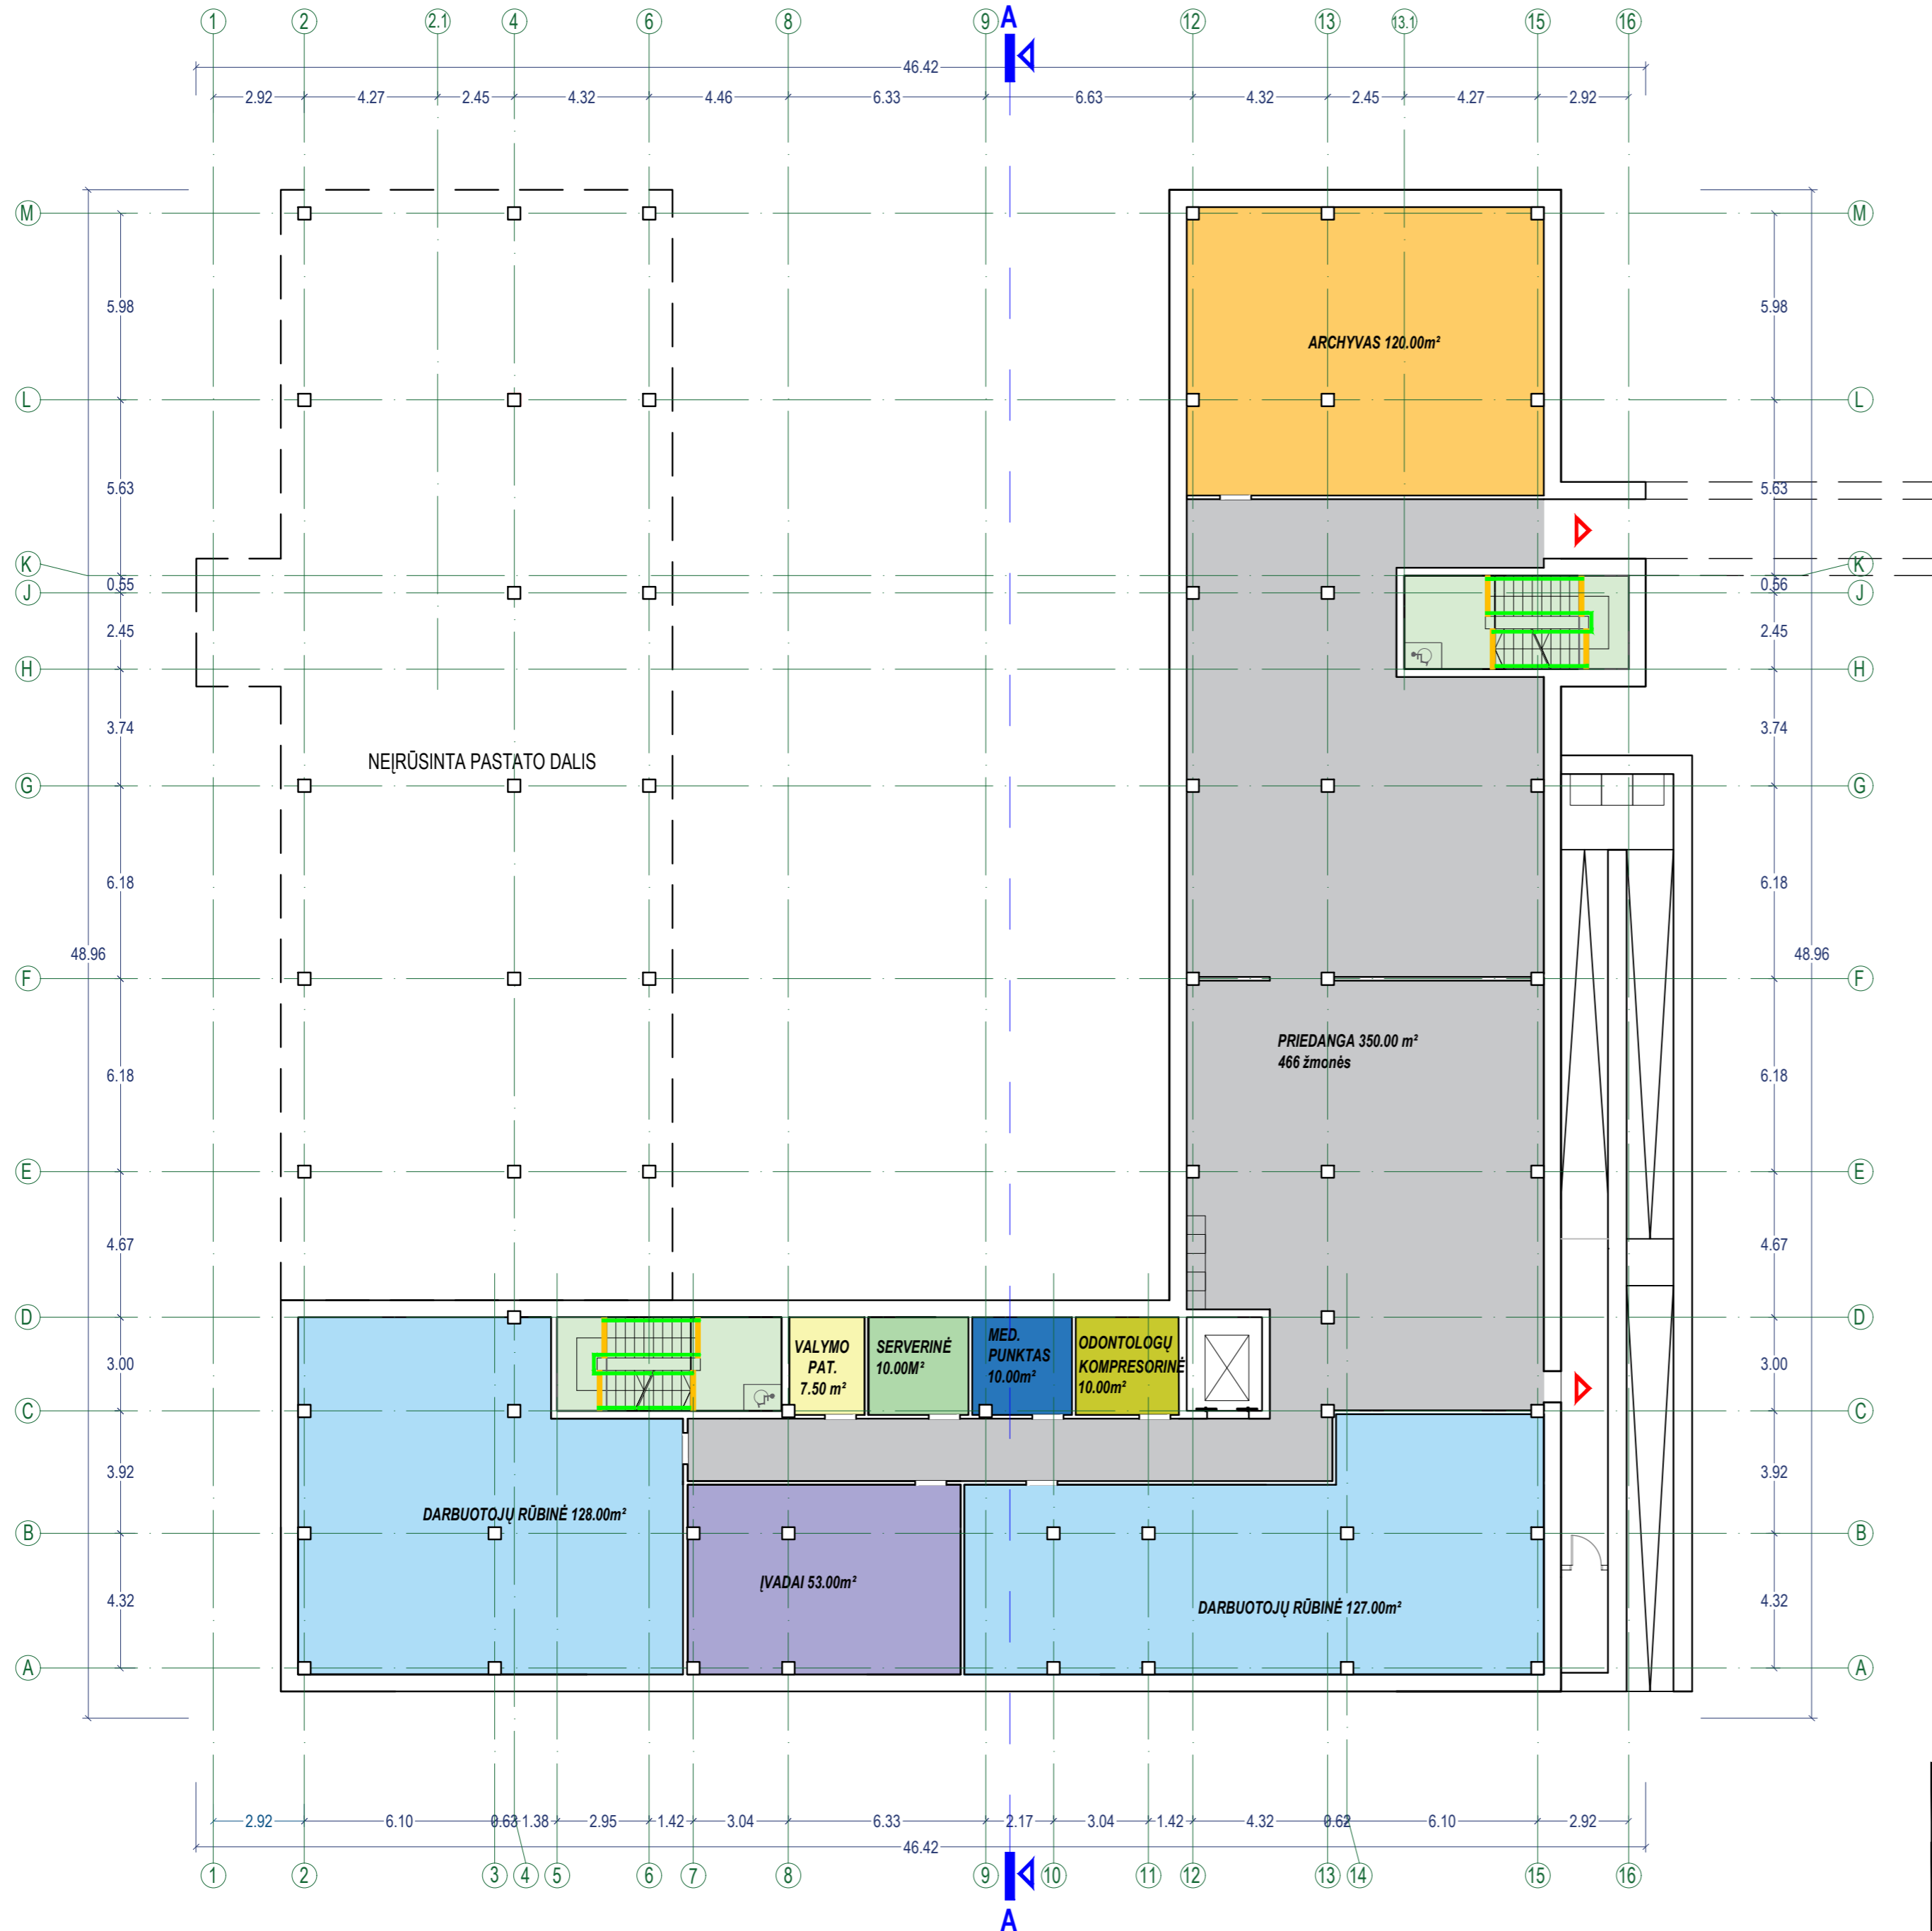 1 2 2.1 4 6 8 9 A 12 13 13.1 15 16
46.42
2.92 4.27 2.45 4.32 4.46 6.33 6.63 4.32 2.45 4.27 2.92
M M
5.98 5.98
ARCHYVAS 120.00m²
L L
5.63 5.63
K K
0.55 0.56
J J
2.45 2.45
H H
3.74 3.74
NEĮRŪSINTA PASTATO DALIS
G G
6.18 6.18
48.96 48.96
F F
PRIEDANGA 350.00 m²
466 žmonės
6.18 6.18
E E
4.67 4.67
D D
VALYMO
PAT.
7.50 m²
SERVERINĖ
10.00M²
MED.
PUNKTAS
10.00m²
ODONTOLOGŲ
KOMPRESORINĖ
10.00m²
3.00 3.00
C C
3.92 3.92
DARBUOTOJŲ RŪBINĖ 128.00m²
B B
ĮVADAI 53.00m²
4.32 4.32
DARBUOTOJŲ RŪBINĖ 127.00m²
A A
2.92 6.10 0.63 1.38 2.95 1.42 3.04 6.33 2.17 3.04 1.42 4.32 0.62 6.10 2.92
46.42
1 2 3 4 5 6 7 8 9 10 11 12 13 14 15 16
A